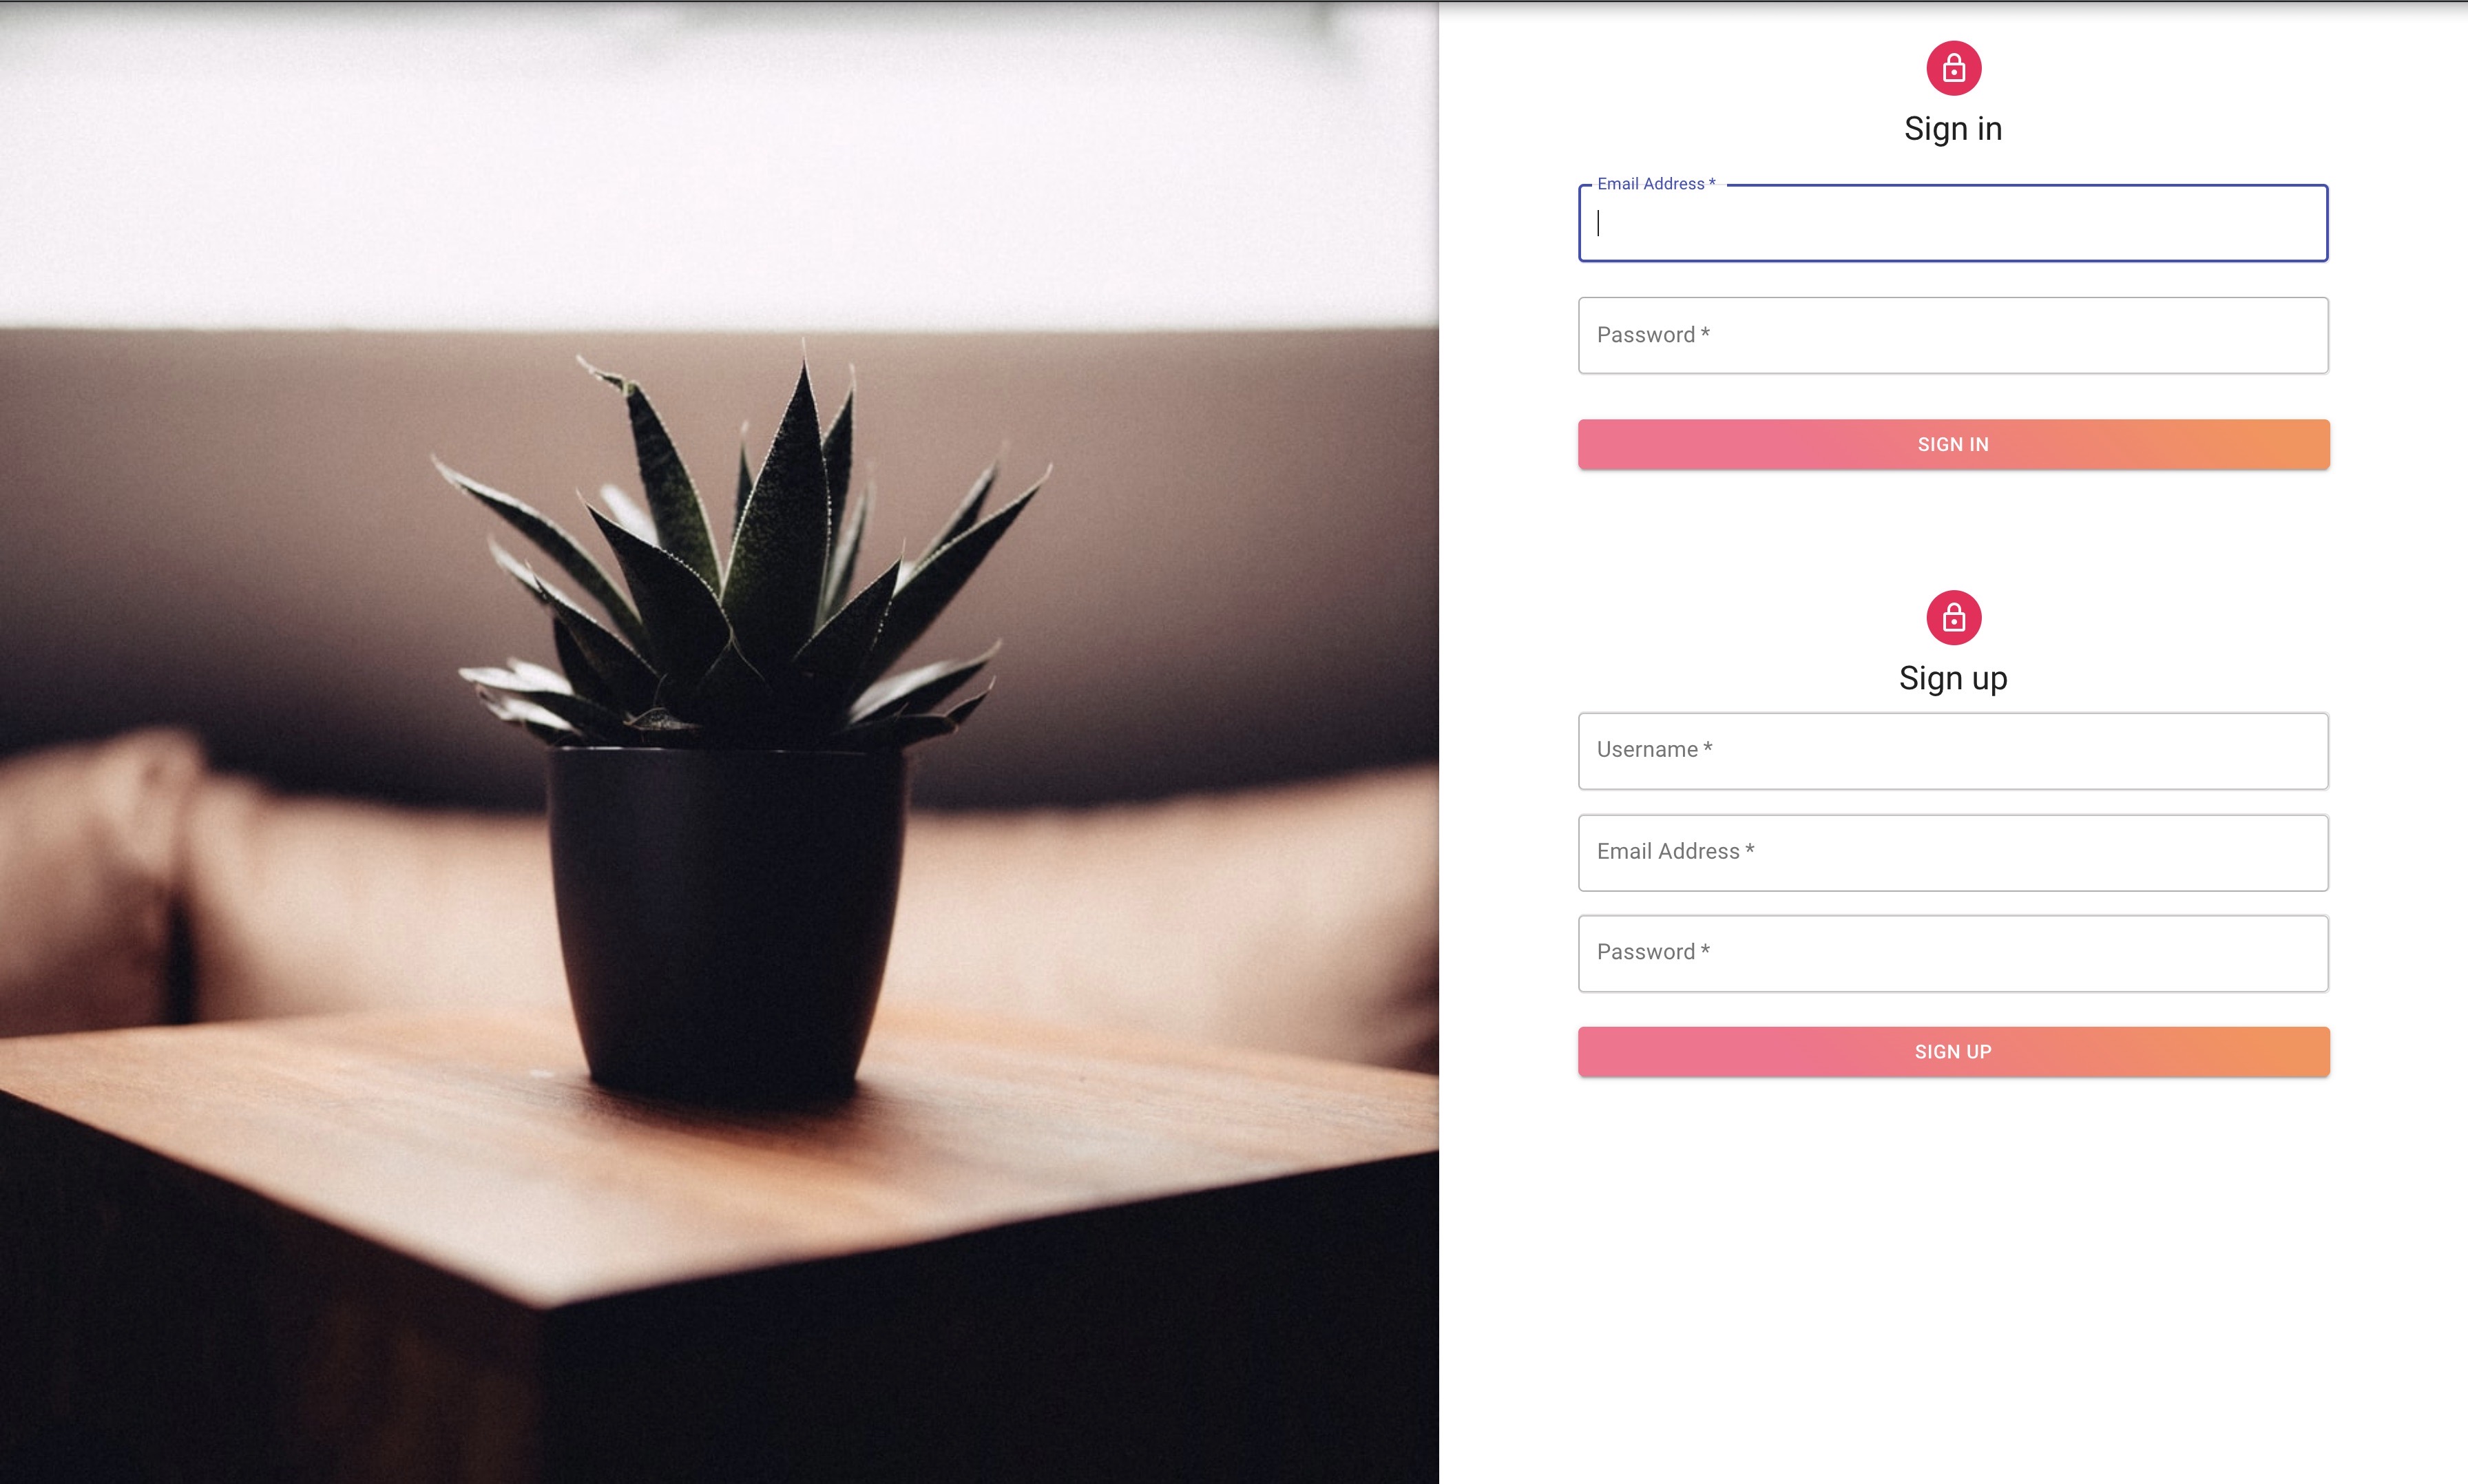 Sign in
Email Address *
Password *
SIGN IN
Sign up
Username *
Email Address *
Password *
SIGN UP